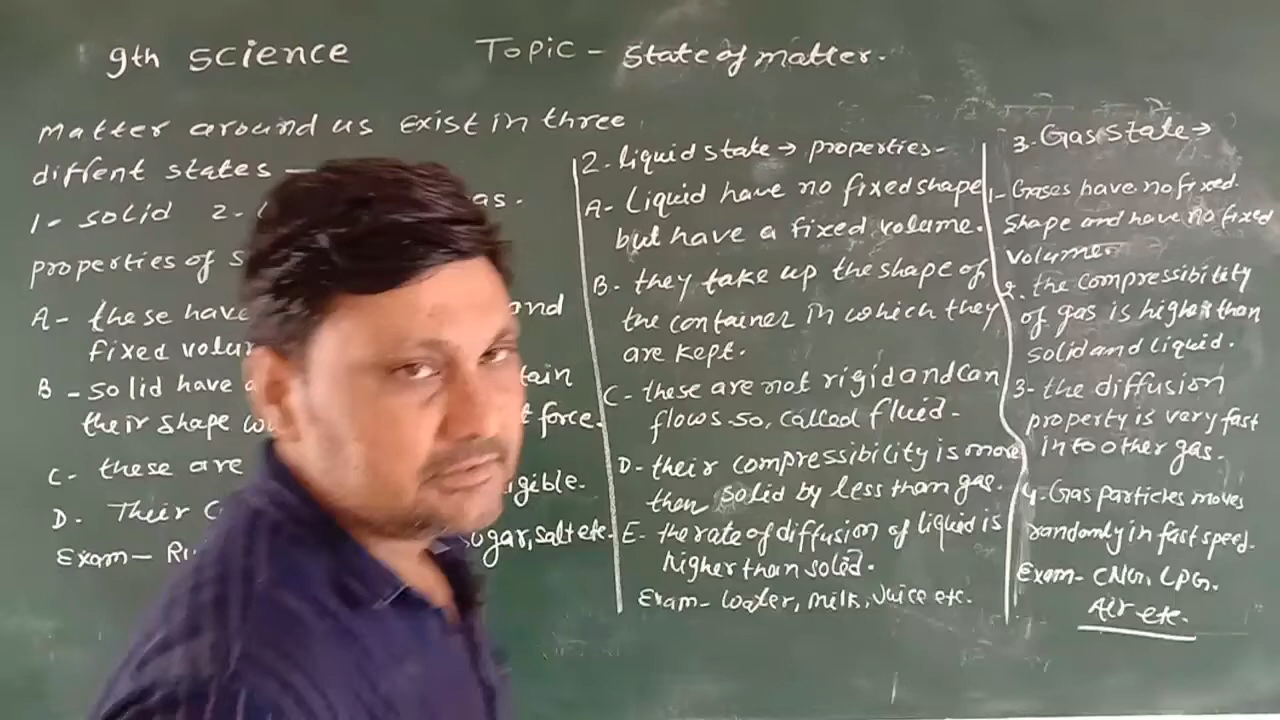 9th science Topic - State of matter.
Matter around us exist in three
diffent states -
1- solid 2- as.
properties of s
A- these have and
fixed volu
B - solid have a tain
their shape force.
C- these are
D. Their C gible.
Exam- Ru ugar, salt etc.
2. liquid state → properties-
A- Liquid have no fixed shape
but have a fixed volume.
B- they take up the shape of
the container in which they
are kept.
C- these are not rigid and can
flows so, called fluid -
D- their compressibility is more
then solid by less than gas.
E- the rate of diffusion of liquid is
higher than soled.
Exam- water, milk, Juice etc.
3. Gas State →
1- Gases have no fixed
shape and have no fixed
volume.
2. the compressibitity
of gas is higher than
solid and liquid.
3- the diffusion
property is very fast
into other gas.
4. Gas particles moves
randomly in fast speed.
Exam- CNG, LPG.
Air etc.